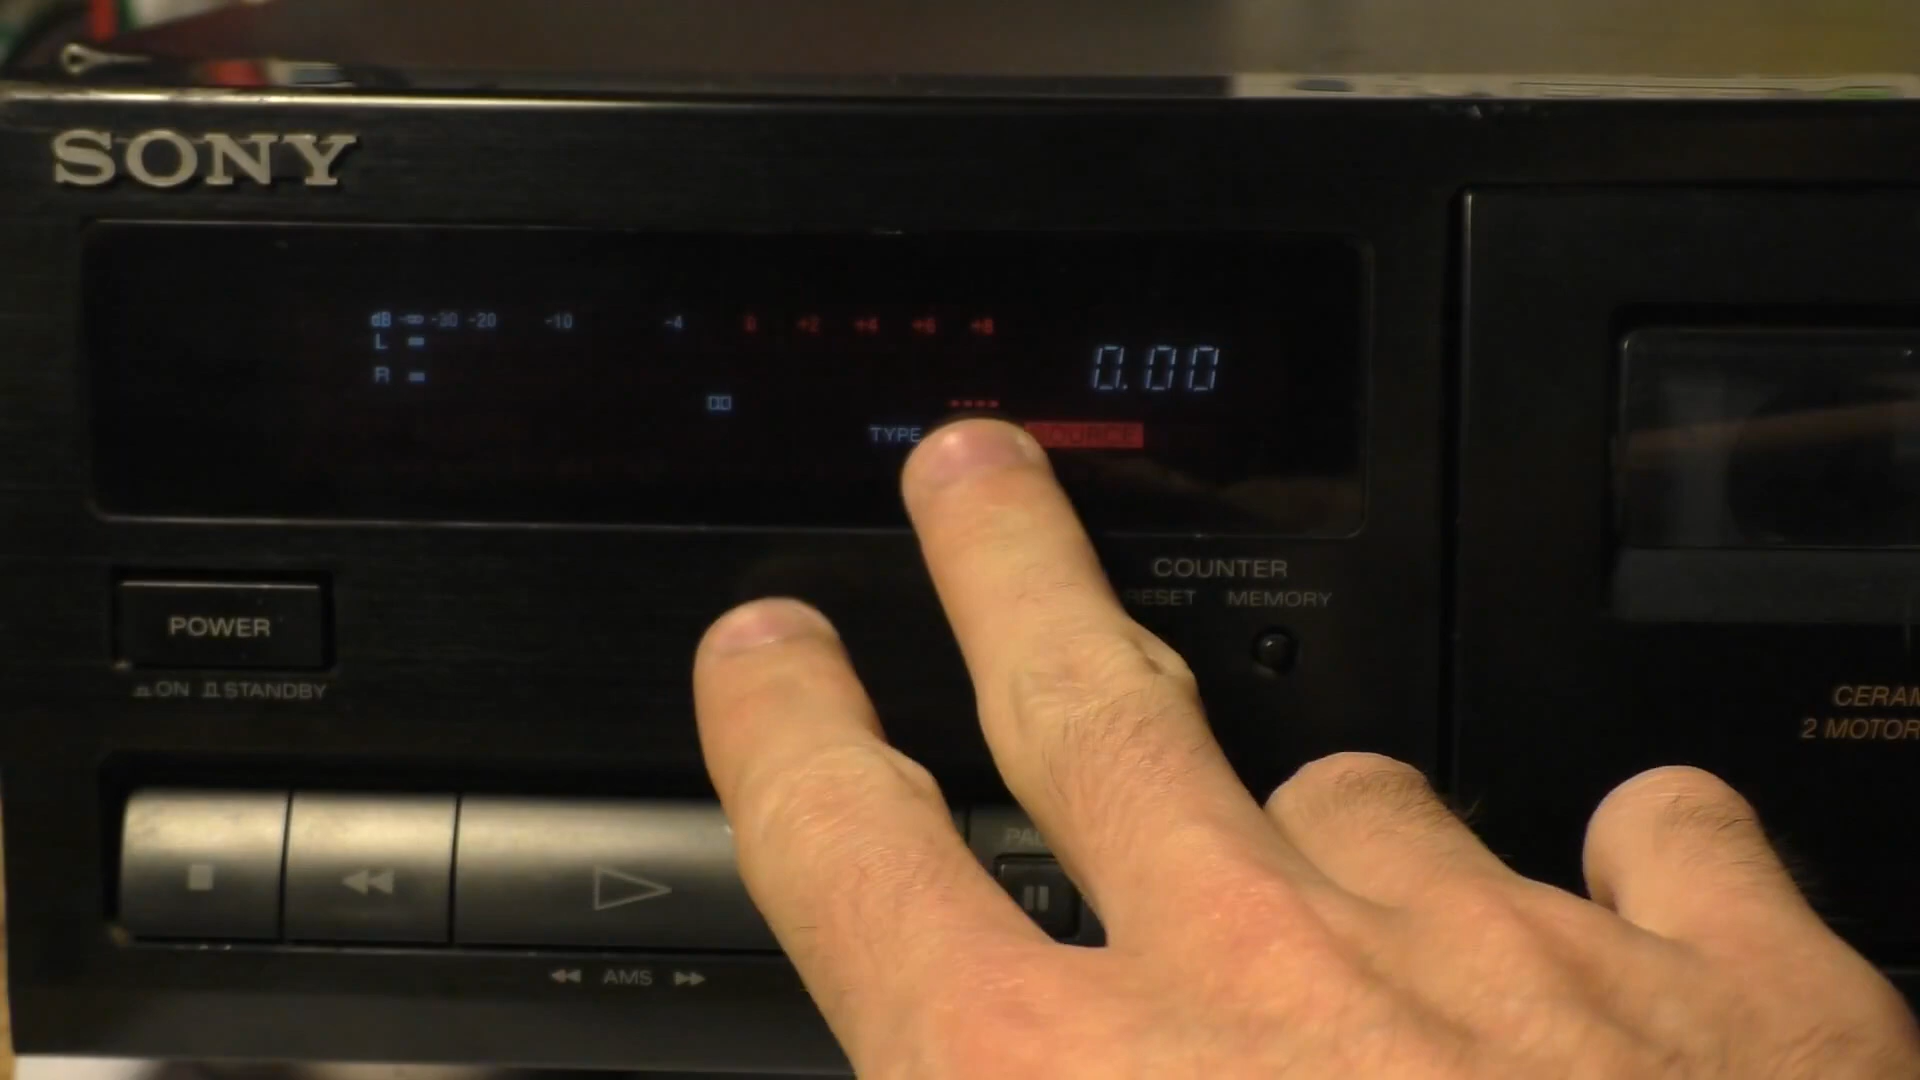 SONY
dB -∞ -30 -20 -10 -4 0 +2 +4 +6 +8
L
R
0.00
TYPE
SOURCE
COUNTER
RESET MEMORY
POWER
ON STANDBY
2 MOTOR
AMS